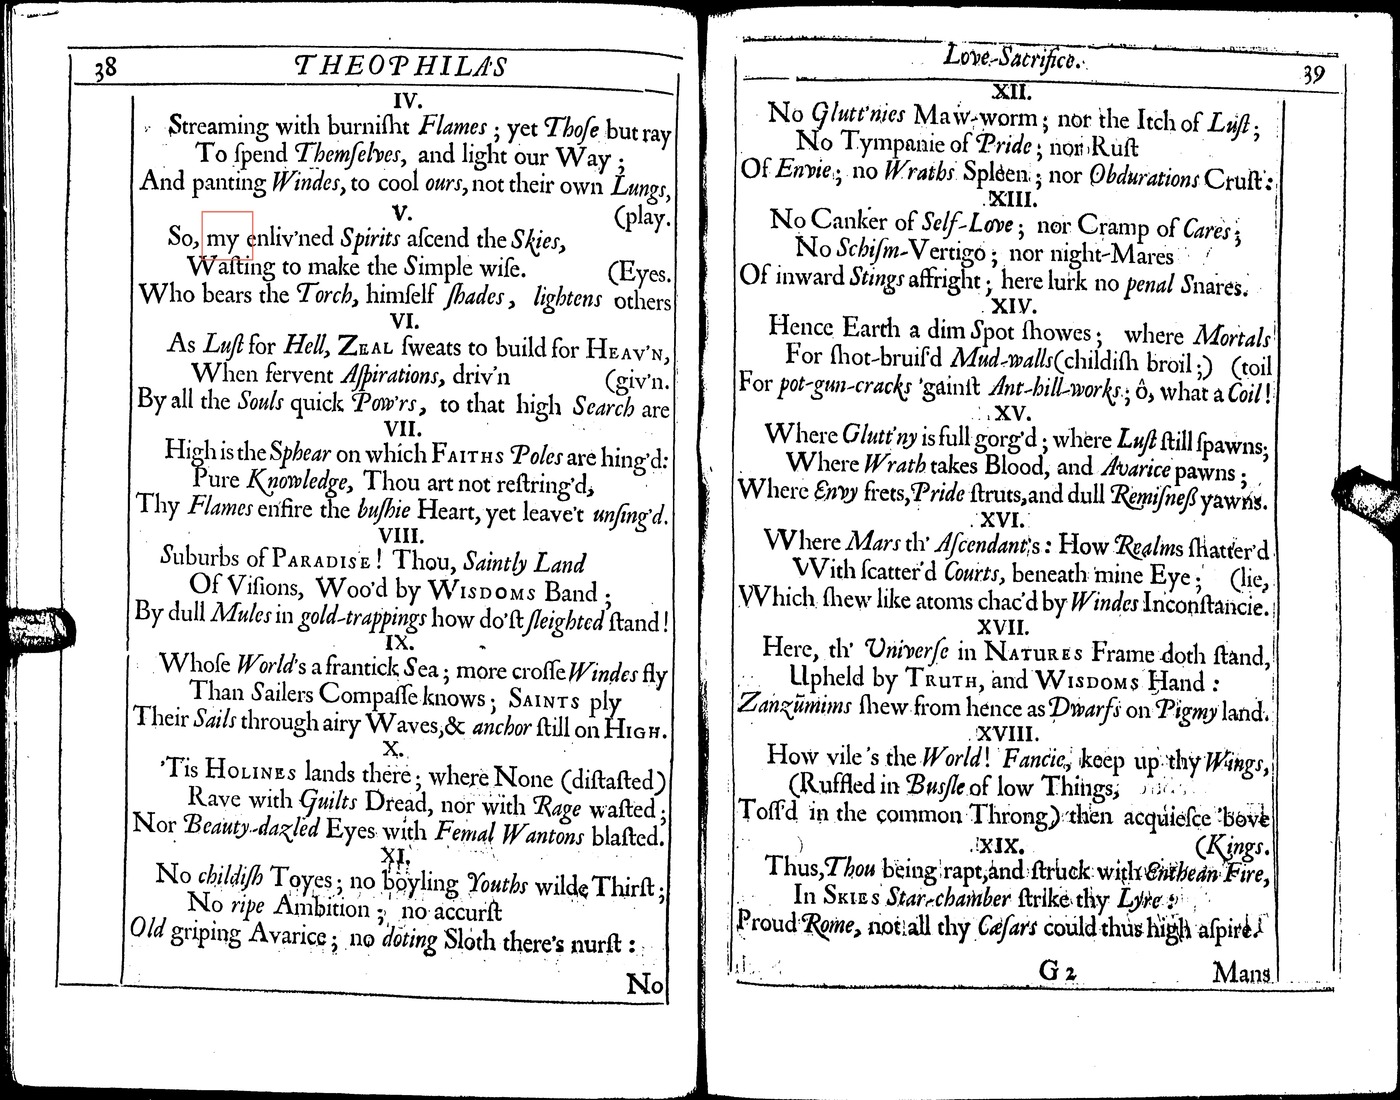 38 THEOPHILA'S
IV.
Streaming with burniſht Flames ; yet Thoſe but ray
To ſpend Themſelves, and light our Way ;
And panting Windes, to cool ours, not their own Lungs,
V. (play.
So, my enliv'ned Spirits aſcend the Skies,
Waſting to make the Simple wiſe. (Eyes.
Who bears the Torch, himſelf ſhades, lightens others
VI.
As Luſt for Hell, ZEAL ſweats to build for HEAV'N,
When fervent Aſpirations, driv'n (giv'n.
By all the Souls quick Pow'rs, to that high Search are
VII.
High is the Sphear on which FAITHS Poles are hing'd:
Pure Knowledge, Thou art not reſtring'd,
Thy Flames enfire the buſhie Heart, yet leave't unſing'd.
VIII.
Suburbs of PARADISE! Thou, Saintly Land
Of Viſions, Woo'd by WISDOMS Band ;
By dull Mules in gold-trappings how do'ſt ſleighted ſtand!
IX.
Whoſe World's a frantick Sea ; more croſſe Windes fly
Than Sailers Compaſſe knows ; SAINTS ply
Their Sails through airy Waves,& anchor ſtill on HIGH.
X.
'Tis HOLINES lands there ; where None (diſtaſted)
Rave with Guilts Dread, nor with Rage waſted ;
Nor Beauty-dazled Eyes with Femal Wantons blaſted.
XI.
No childiſh Toyes ; no boyling Youths wilde Thirſt ;
No ripe Ambition ; no accurſt
Old griping Avarice ; no doting Sloth there's nurſt :
No
Love-Sacrifice. 39
XII.
No Glutt'nies Maw-worm ; nor the Itch of Luſt ;
No Tympanie of Pride ; nor Ruſt
Of Envie ; no Wraths Spleen ; nor Obdurations Cruſt :
XIII.
No Canker of Self-Love ; nor Cramp of Cares ;
No Schiſm-Vertigo ; nor night-Mares
Of inward Stings affright ; here lurk no penal Snares.
XIV.
Hence Earth a dim Spot ſhowes ; where Mortals
For ſhot-bruiſ'd Mud-walls (childiſh broil ;) (toil
For pot-gun-cracks 'gainſt Ant-hill-works ; ô, what a Coil!
XV.
Where Glutt'ny is full gorg'd ; where Luſt ſtill ſpawns ;
Where Wrath takes Blood, and Avarice pawns ;
Where Envy frets, Pride ſtruts, and dull Remiſneß yawns.
XVI.
Where Mars th' Aſcendant's : How Realms ſhatter'd
With ſcatter'd Courts, beneath mine Eye ; (lie,
Which ſhew like atoms chac'd by Windes Inconſtancie.
XVII.
Here, th' Univerſe in NATURES Frame doth ſtand,
Upheld by TRUTH, and WISDOMS Hand :
Zanzūmims ſhew from hence as Dwarfs on Pigmy land.
XVIII.
How vile's the World! Fancie, keep up thy Wings,
(Ruffled in Buſſle of low Things,
Toſſ'd in the common Throng,) then acquieſce 'bove
XIX. (Kings.
Thus, Thou being rapt, and ſtruck with Enthean Fire,
In SKIES Star-chamber ſtrike thy Lyre :
Proud Rome, not all thy Cæſars could thus high aſpire.
G 2 Mans